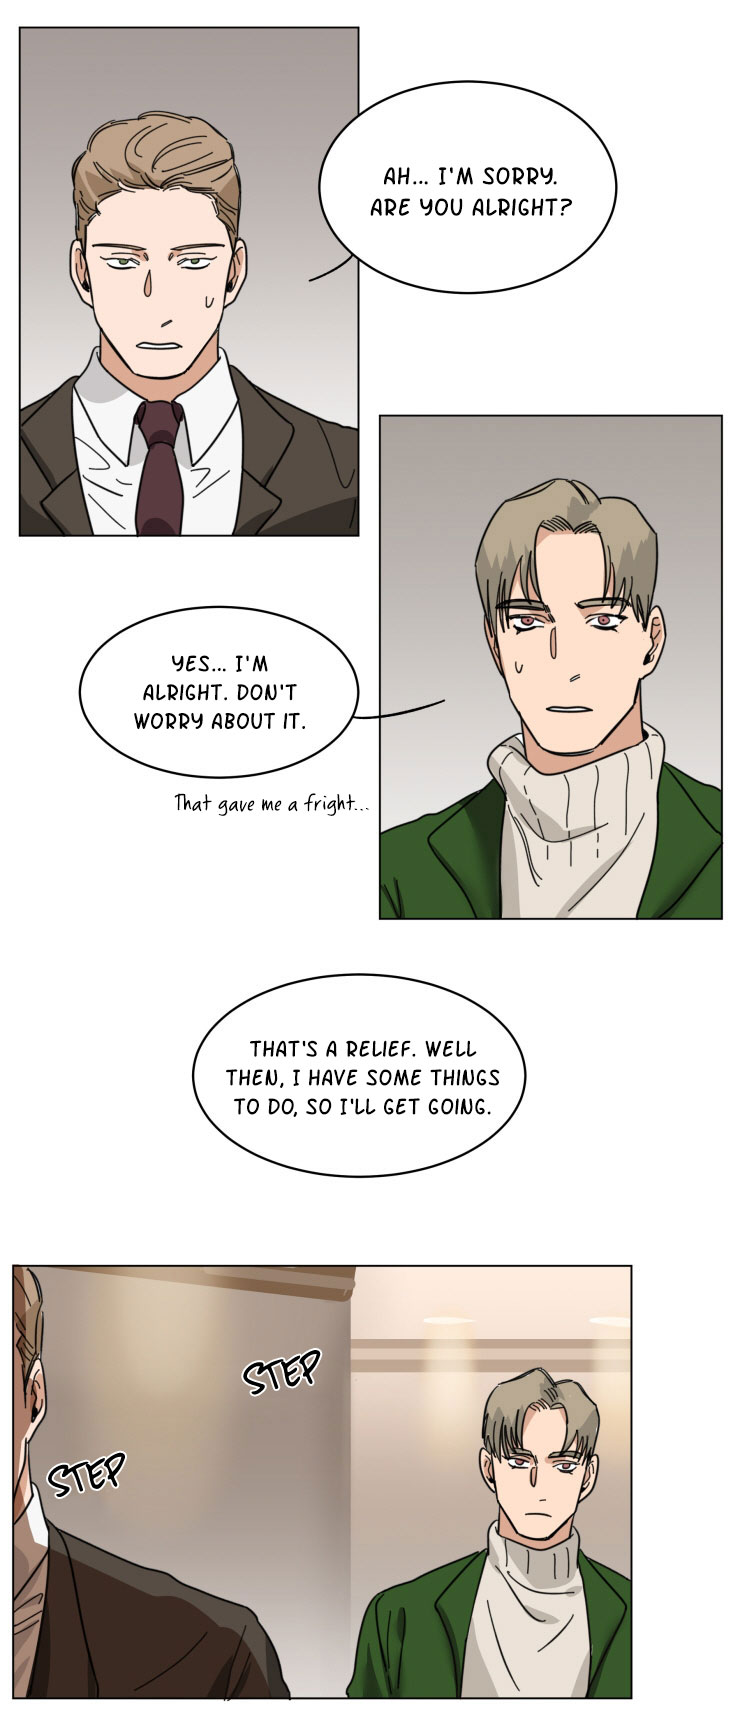 AH... I'M SORRY.
ARE YOU ALRIGHT?
YES... I'M
ALRIGHT. DON'T
WORRY ABOUT IT.
That gave me a fright...
THAT'S A RELIEF. WELL
THEN, I HAVE SOME THINGS
TO DO, SO I'LL GET GOING.
STEP
STEP